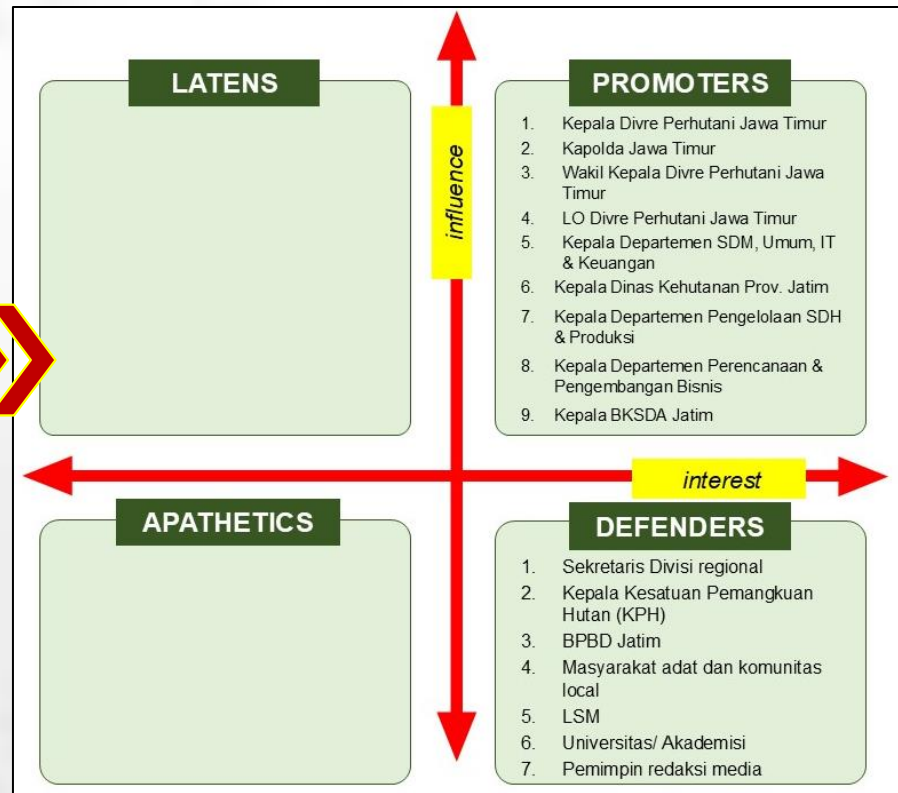 LATENS
PROMOTERS
1. Kepala Divre Perhutani Jawa Timur
2. Kapolda Jawa Timur
3. Wakil Kepala Divre Perhutani Jawa
Timur
4. LO Divre Perhutani Jawa Timur
5. Kepala Departemen SDM, Umum, IT
& Keuangan
6. Kepala Dinas Kehutanan Prov. Jatim
7. Kepala Departemen Pengelolaan SDH
& Produksi
8. Kepala Departemen Perencanaan &
Pengembangan Bisnis
9. Kepala BKSDA Jatim
influence
interest
APATHETICS
DEFENDERS
1. Sekretaris Divisi regional
2. Kepala Kesatuan Pemangkuan
Hutan (KPH)
3. BPBD Jatim
4. Masyarakat adat dan komunitas
local
5. LSM
6. Universitas/ Akademisi
7. Pemimpin redaksi media